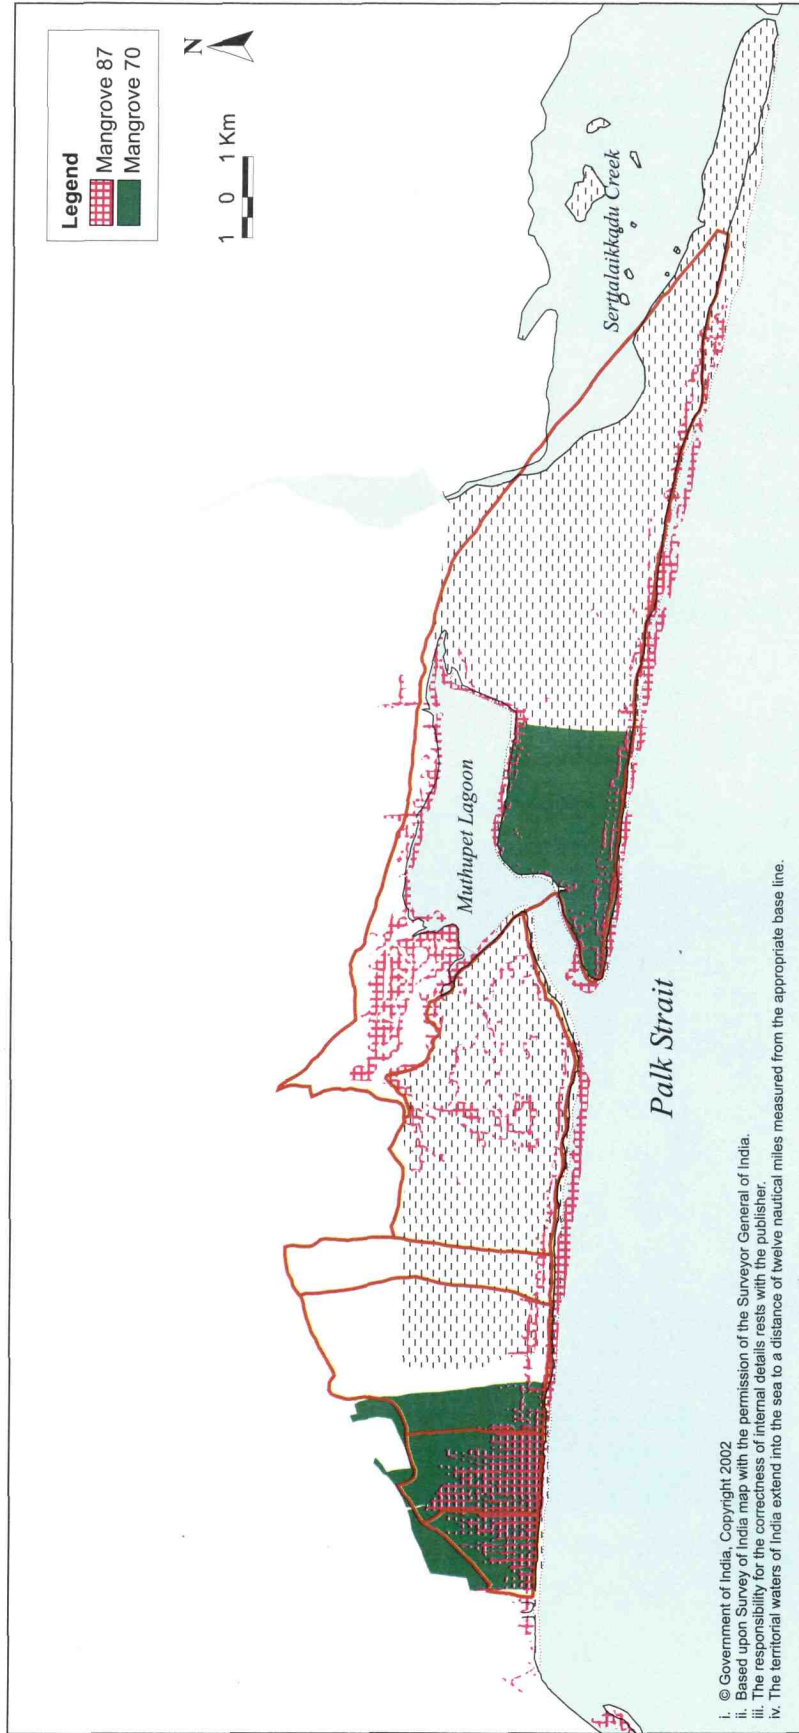 Legend
Mangrove 87
Mangrove 70
N
1 0 1 Km
Serttalaikkadu Creek
Muthupet Lagoon
Palk Strait
i. © Government of India, Copyright 2002
ii. Based upon Survey of India map with the permission of the Surveyor General of India.
iii. The responsibility for the correctness of internal details rests with the publisher.
iv. The territorial waters of India extend into the sea to a distance of twelve nautical miles measured from the appropriate base line.